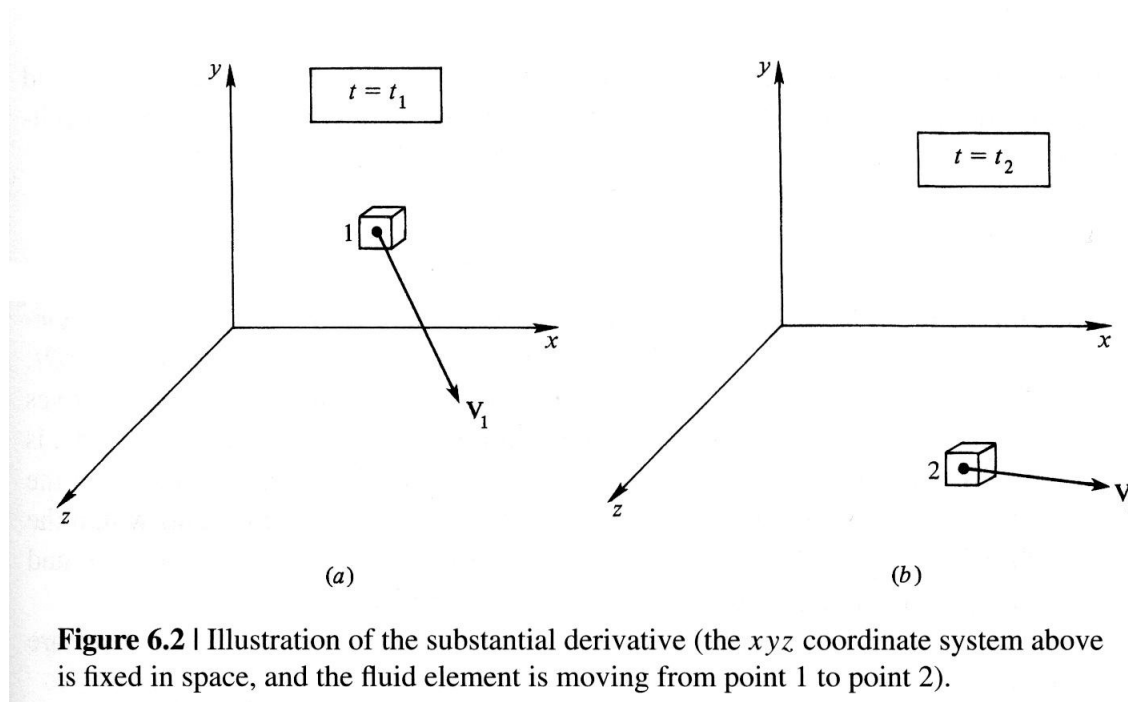 y
t = t₁
1
x
V₁
z
(a)
y
t = t₂
x
2
V
z
(b)
Figure 6.2 | Illustration of the substantial derivative (the xyz coordinate system above
is fixed in space, and the fluid element is moving from point 1 to point 2).